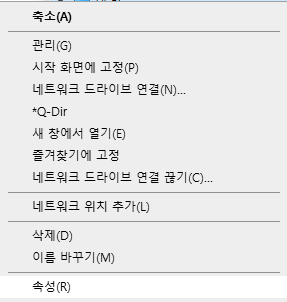 축소(A)
관리(G)
시작 화면에 고정(P)
네트워크 드라이브 연결(N)...
*Q-Dir
새 창에서 열기(E)
즐겨찾기에 고정
네트워크 드라이브 연결 끊기(C)...
네트워크 위치 추가(L)
삭제(D)
이름 바꾸기(M)
속성(R)